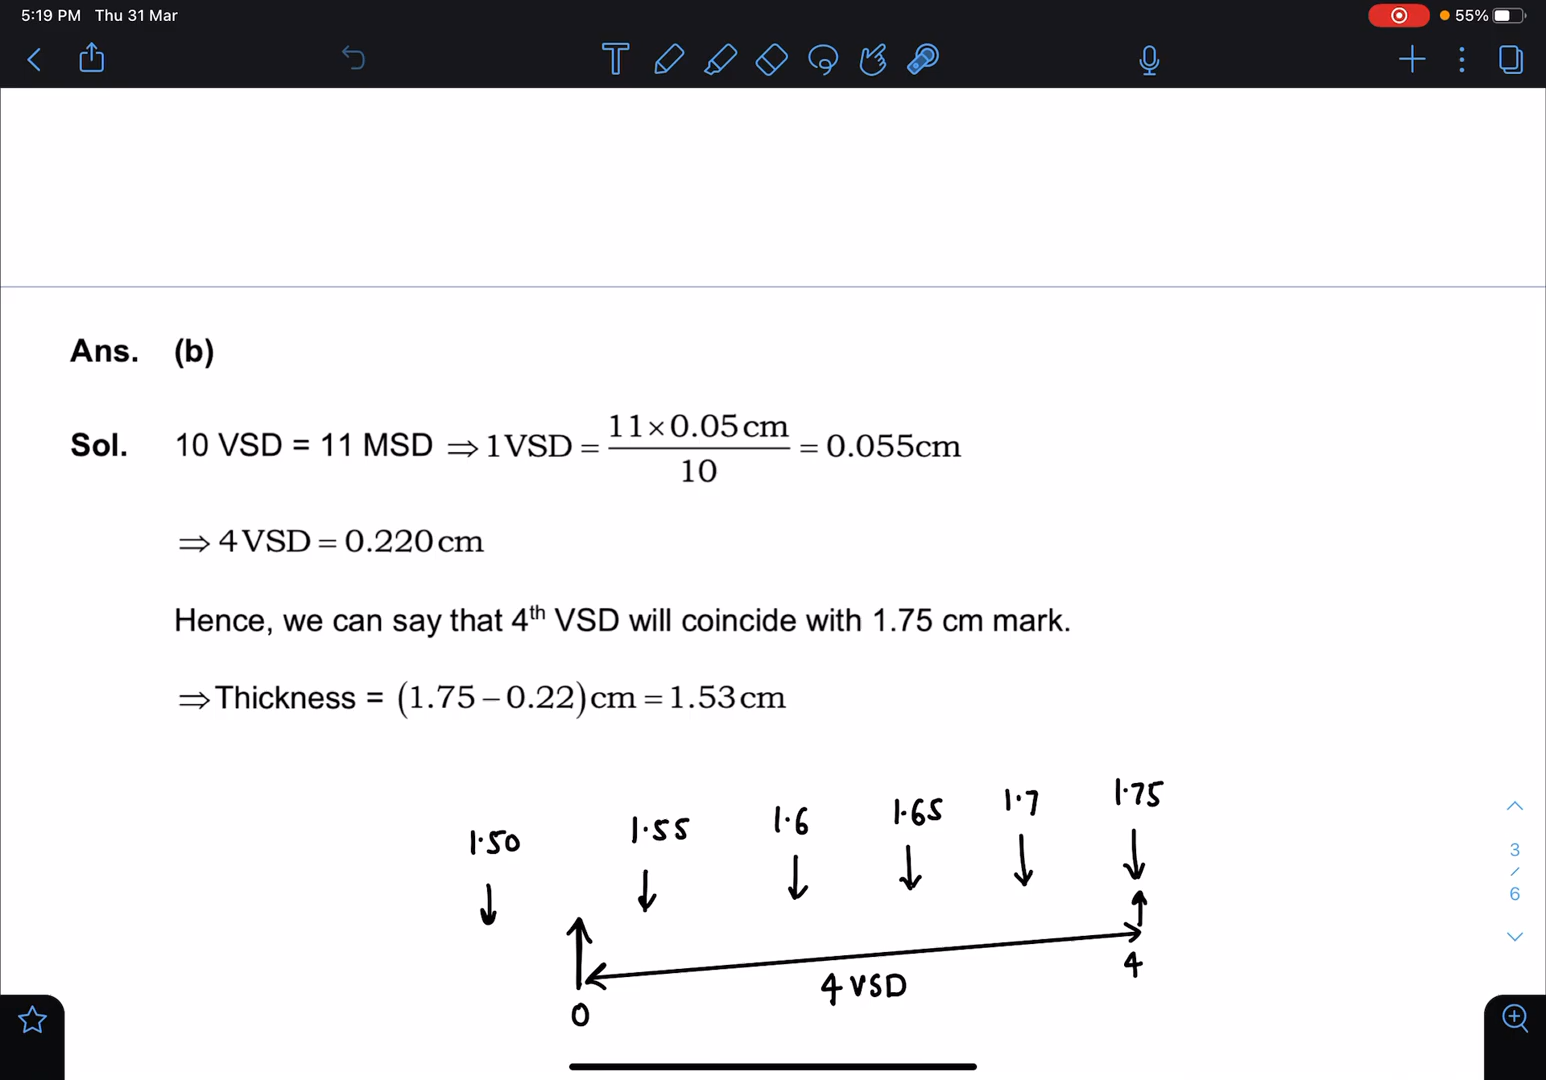 5:19 PM Thu 31 Mar
55%
T
Ans. (b)
Sol. 10 VSD = 11 MSD ⇒ 1VSD = 11×0.05cm / 10 = 0.055cm
⇒ 4VSD = 0.220cm
Hence, we can say that 4th VSD will coincide with 1.75 cm mark.
⇒ Thickness = (1.75 – 0.22)cm = 1.53cm
1.50 1.55 1.6 1.65 1.7 1.75
3
/
6
4 VSD
0 4